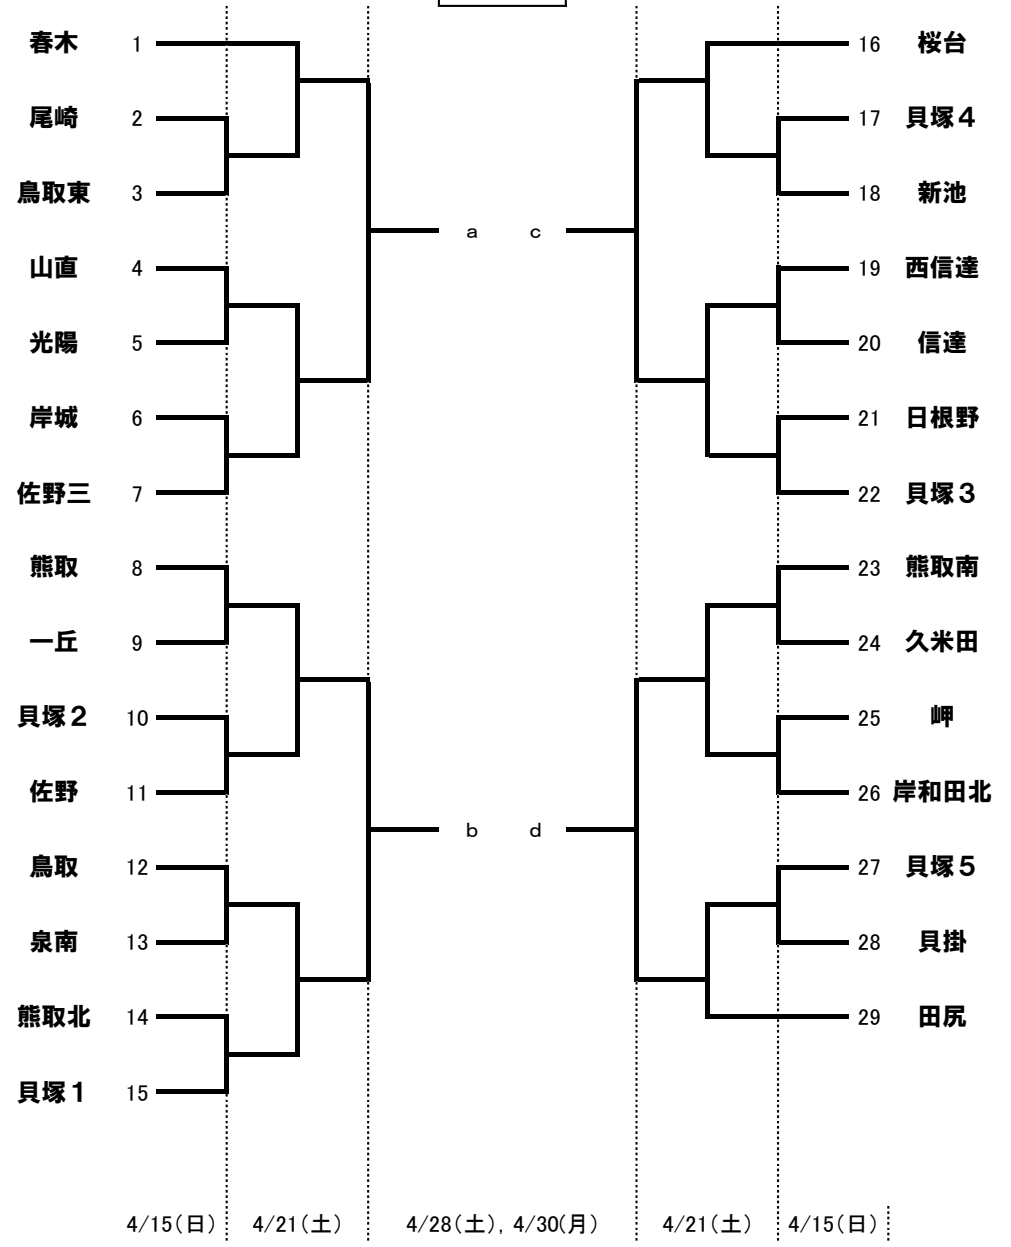 春木 1
尾崎 2
鳥取東 3
山直 4
光陽 5
岸城 6
佐野三 7
熊取 8
一丘 9
貝塚２ 10
佐野 11
鳥取 12
泉南 13
熊取北 14
貝塚１ 15
a c
b d
16 桜台
17 貝塚４
18 新池
19 西信達
20 信達
21 日根野
22 貝塚３
23 熊取南
24 久米田
25 岬
26 岸和田北
27 貝塚５
28 貝掛
29 田尻
4/15(日) 4/21(土) 4/28(土), 4/30(月) 4/21(土) 4/15(日)